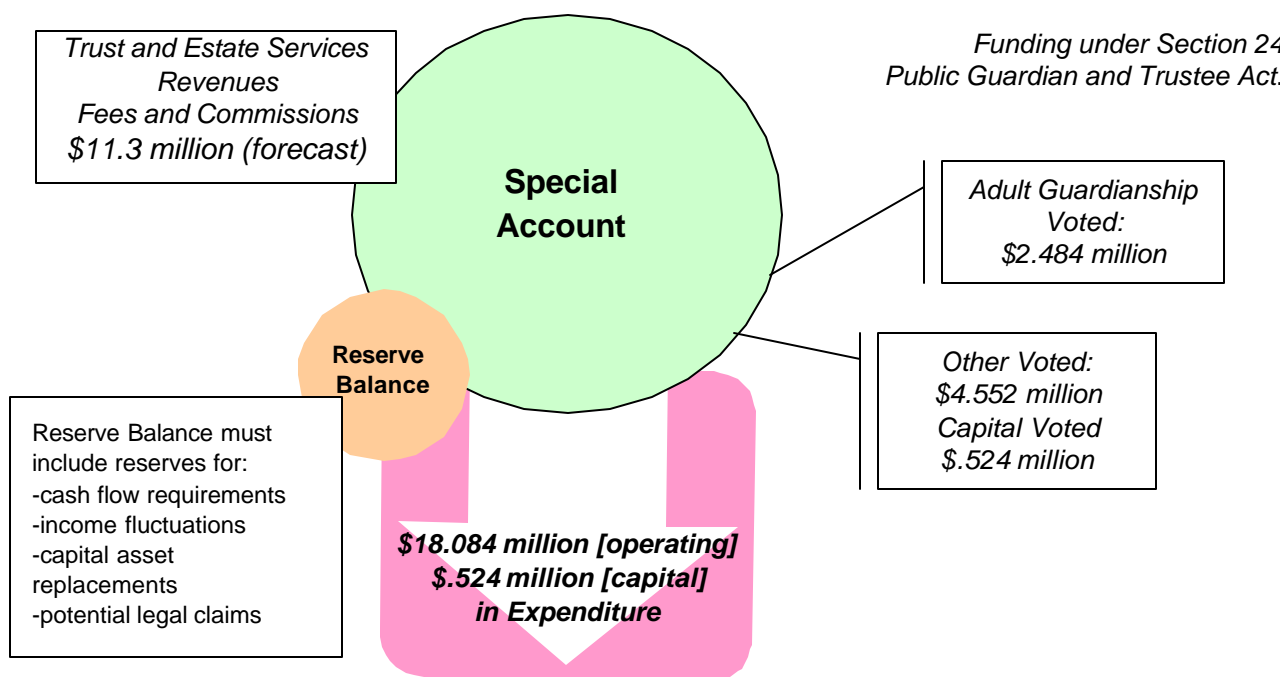 Trust and Estate Services
Revenues
Fees and Commissions
$11.3 million (forecast)
Funding under Section 24
Public Guardian and Trustee Act.
Special
Account
Adult Guardianship
Voted:
$2.484 million
Other Voted:
$4.552 million
Capital Voted
$.524 million
Reserve
Balance
Reserve Balance must
include reserves for:
-cash flow requirements
-income fluctuations
-capital asset
replacements
-potential legal claims
$18.084 million [operating]
$.524 million [capital]
in Expenditure